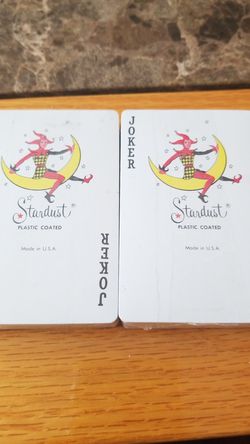 Stardust®
PLASTIC COATED
Made in U.S.A.
JOKER
JOKER
Stardust®
PLASTIC COATED
Made in U.S.A.